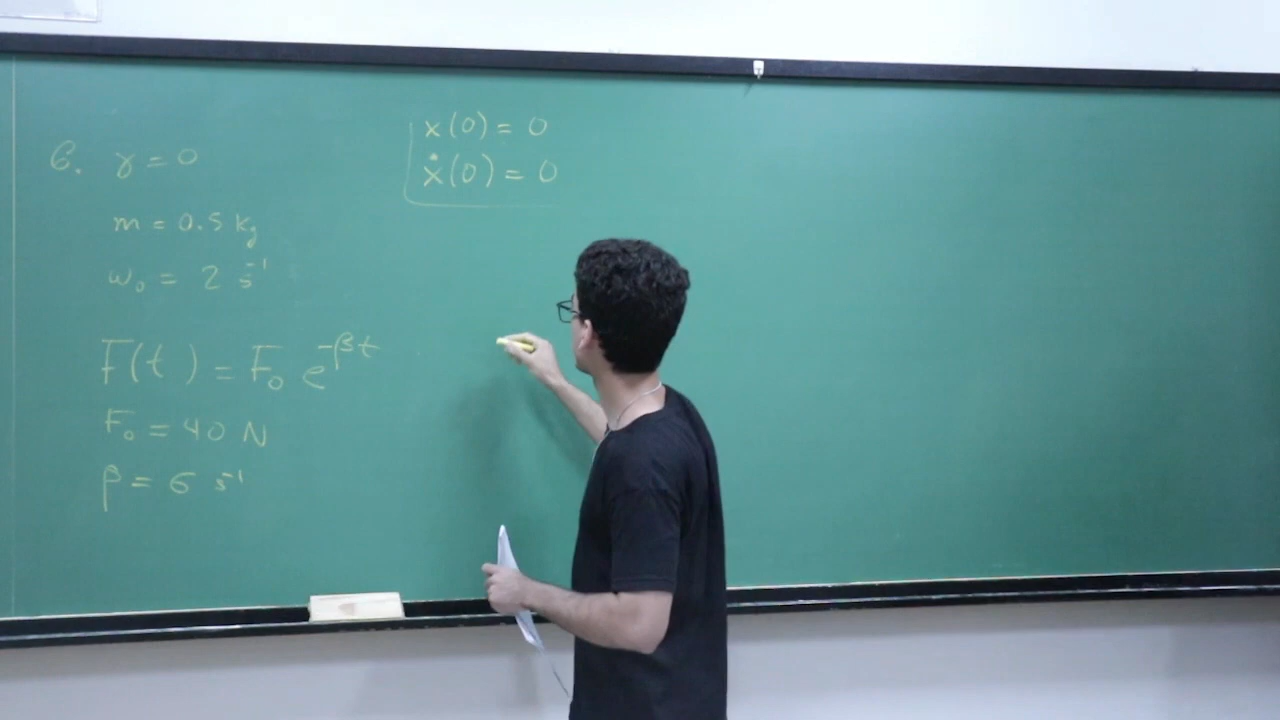 6. γ = 0
m = 0.5 kg
ω₀ = 2 s⁻¹
F(t) = F₀ e^{-βt}
F₀ = 40 N
β = 6 s⁻¹
x(0) = 0
ẋ(0) = 0